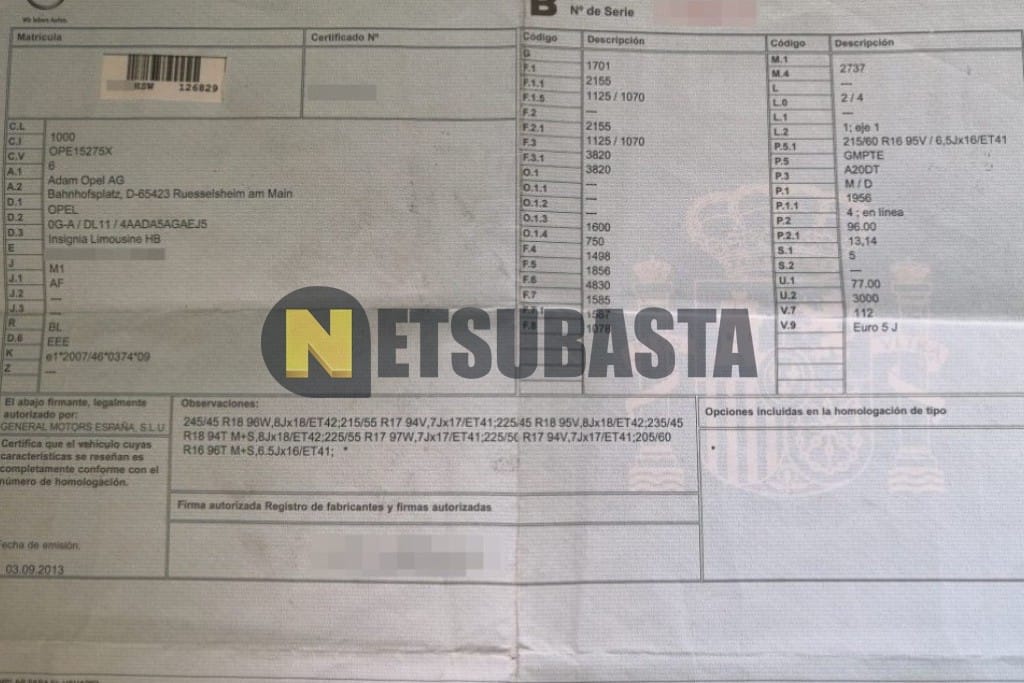 Wir leben Autos.
B Nº de Serie
Matrícula
Certificado Nº
KSW 126829
Código Descripción
Código Descripción
C.L 1000
C.I OPE15275X
C.V 6
A.1 Adam Opel AG
A.2 Bahnhofsplatz, D-65423 Ruesselsheim am Main
D.1 OPEL
D.2 0G-A / DL11 / 4AADA5AGAEJ5
D.3 Insignia Limousine HB
E
J M1
J.1 AF
J.2 ---
J.3 ---
R BL
D.6 EEE
K e1*2007/46*0374*09
Z ---
G 1701
F.1 2155
F.1.1 1125 / 1070
F.1.5 ---
F.2 2155
F.2.1 1125 / 1070
F.3 3820
F.3.1 3820
O.1 ---
O.1.1 ---
O.1.2 ---
O.1.3 1600
O.1.4 750
F.4 1498
F.5 1856
F.6 4830
F.7 1585
F.7.1 1587
F.8 1078
M.1 2737
M.4 ---
L 2 / 4
L.0 ---
L.1 1; eje 1
L.2 215/60 R16 95V / 6,5Jx16/ET41
P.5.1 GMPTE
P.5 A20DT
P.3 M / D
P.1 1956
P.1.1 4 ; en línea
P.2 96.00
P.2.1 13,14
S.1 5
S.2 ---
U.1 77.00
U.2 3000
V.7 112
V.9 Euro 5 J
NETSUBASTA
El abajo firmante, legalmente
autorizado por:
GENERAL MOTORS ESPAÑA, S.L.U
Certifica que el vehículo cuyas
características se reseñan es
completamente conforme con el
número de homologación.
Fecha de emisión:
03.09.2013
Observaciones:
245/45 R18 96W,8Jx18/ET42;215/55 R17 94V,7Jx17/ET41;225/45 R18 95V,8Jx18/ET42;235/45
R18 94T M+S,8Jx18/ET42;225/55 R17 97W,7Jx17/ET41;225/50 R17 94V,7Jx17/ET41;205/60
R16 96T M+S,6.5Jx16/ET41; *
Firma autorizada Registro de fabricantes y firmas autorizadas
Opciones incluidas en la homologación de tipo
*